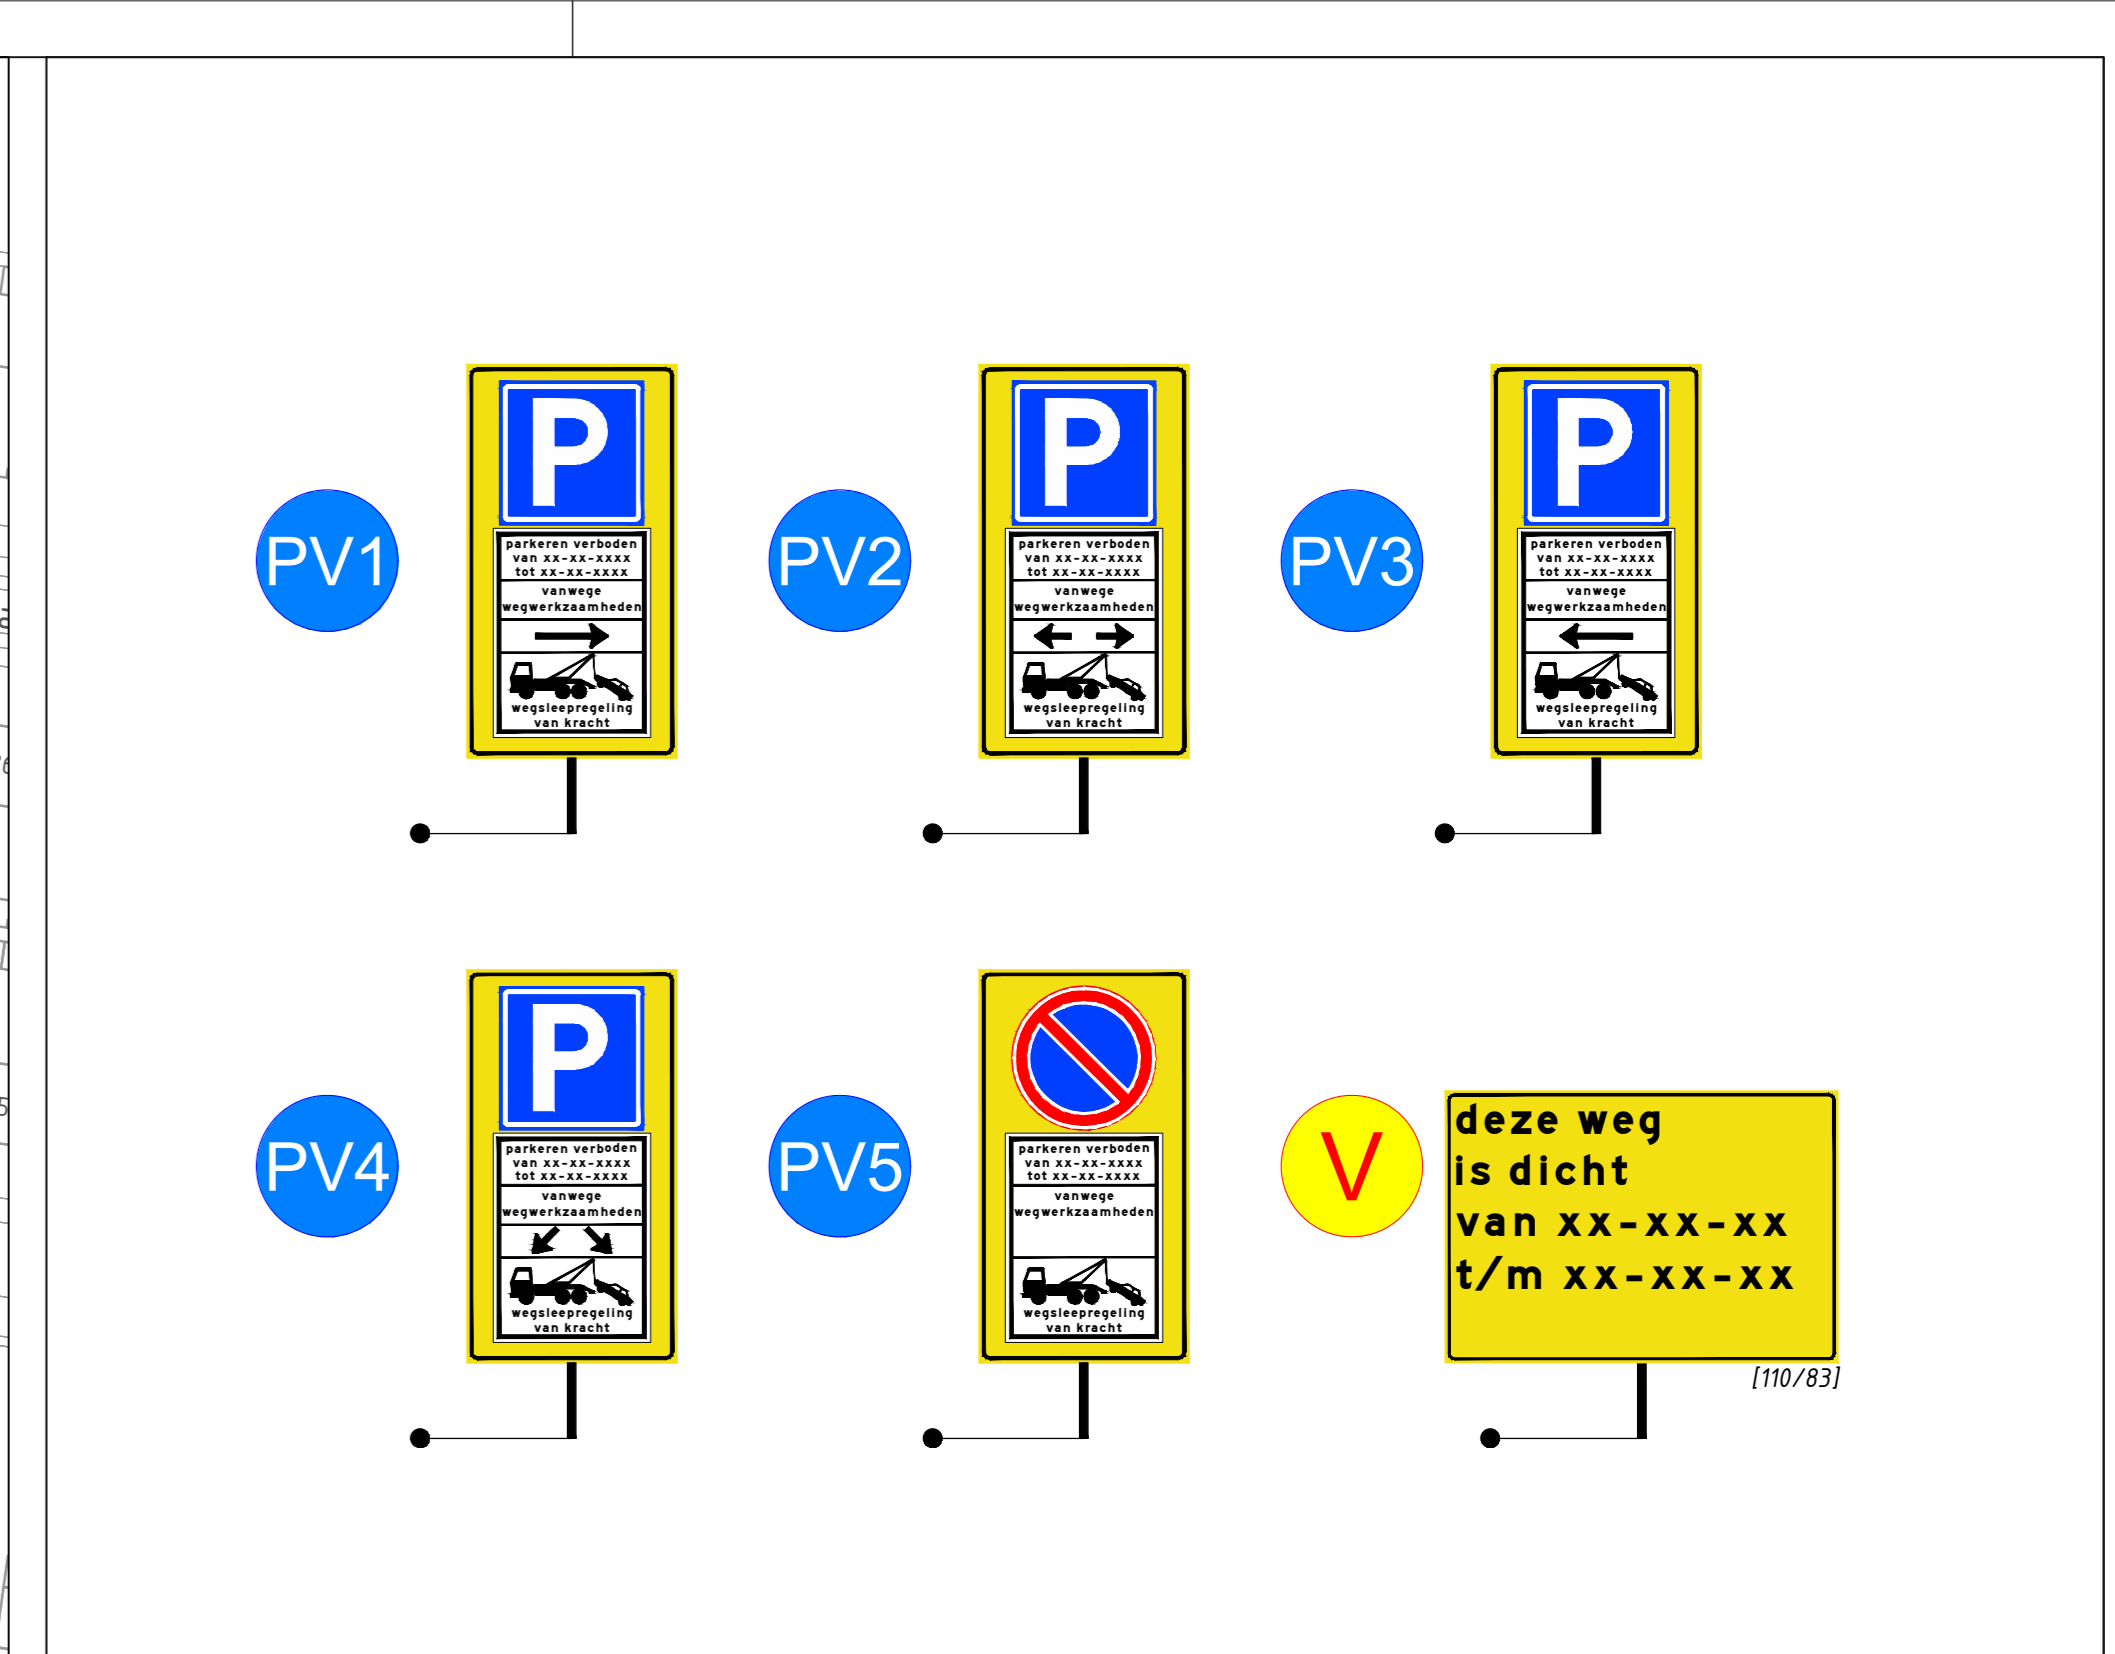 PV1
P
parkeren verboden
van xx-xx-xxxx
tot xx-xx-xxxx
vanwege
wegwerkzaamheden
wegsleepregeling
van kracht
PV2
P
parkeren verboden
van xx-xx-xxxx
tot xx-xx-xxxx
vanwege
wegwerkzaamheden
wegsleepregeling
van kracht
PV3
P
parkeren verboden
van xx-xx-xxxx
tot xx-xx-xxxx
vanwege
wegwerkzaamheden
wegsleepregeling
van kracht
PV4
P
parkeren verboden
van xx-xx-xxxx
tot xx-xx-xxxx
vanwege
wegwerkzaamheden
wegsleepregeling
van kracht
PV5
parkeren verboden
van xx-xx-xxxx
tot xx-xx-xxxx
vanwege
wegwerkzaamheden
wegsleepregeling
van kracht
V
deze weg
is dicht
van xx-xx-xx
t/m xx-xx-xx
[110/83]